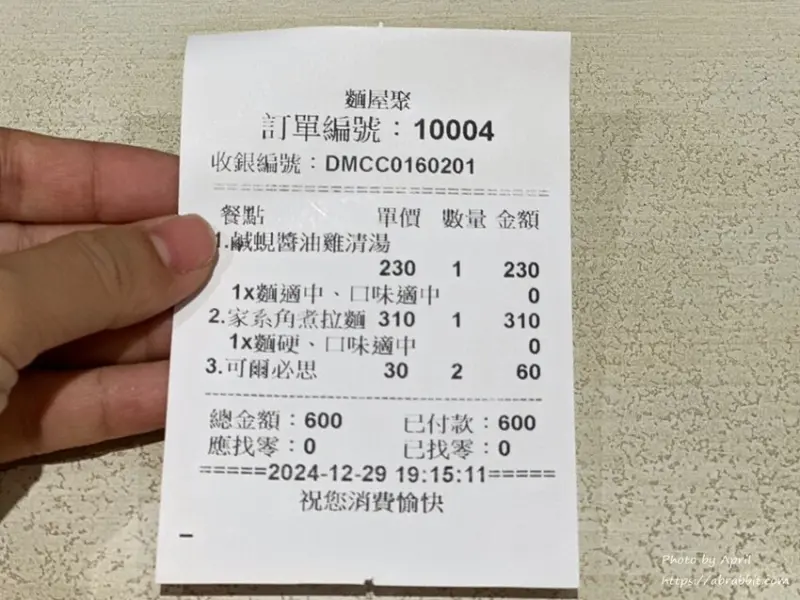 麵屋聚
訂單編號：10004
收銀編號：DMCC0160201
==============================
餐點 單價 數量 金額
1.鹹蜆醬油雞清湯
230 1 230
1x麵適中、口味適中 0
2.家系角煮拉麵 310 1 310
1x麵硬、口味適中 0
3.可爾必思 30 2 60
------------------------------
總金額：600 已付款：600
應找零：0 已找零：0
=====2024-12-29 19:15:11=====
祝您消費愉快
Photo by April
https://abrabbit.com